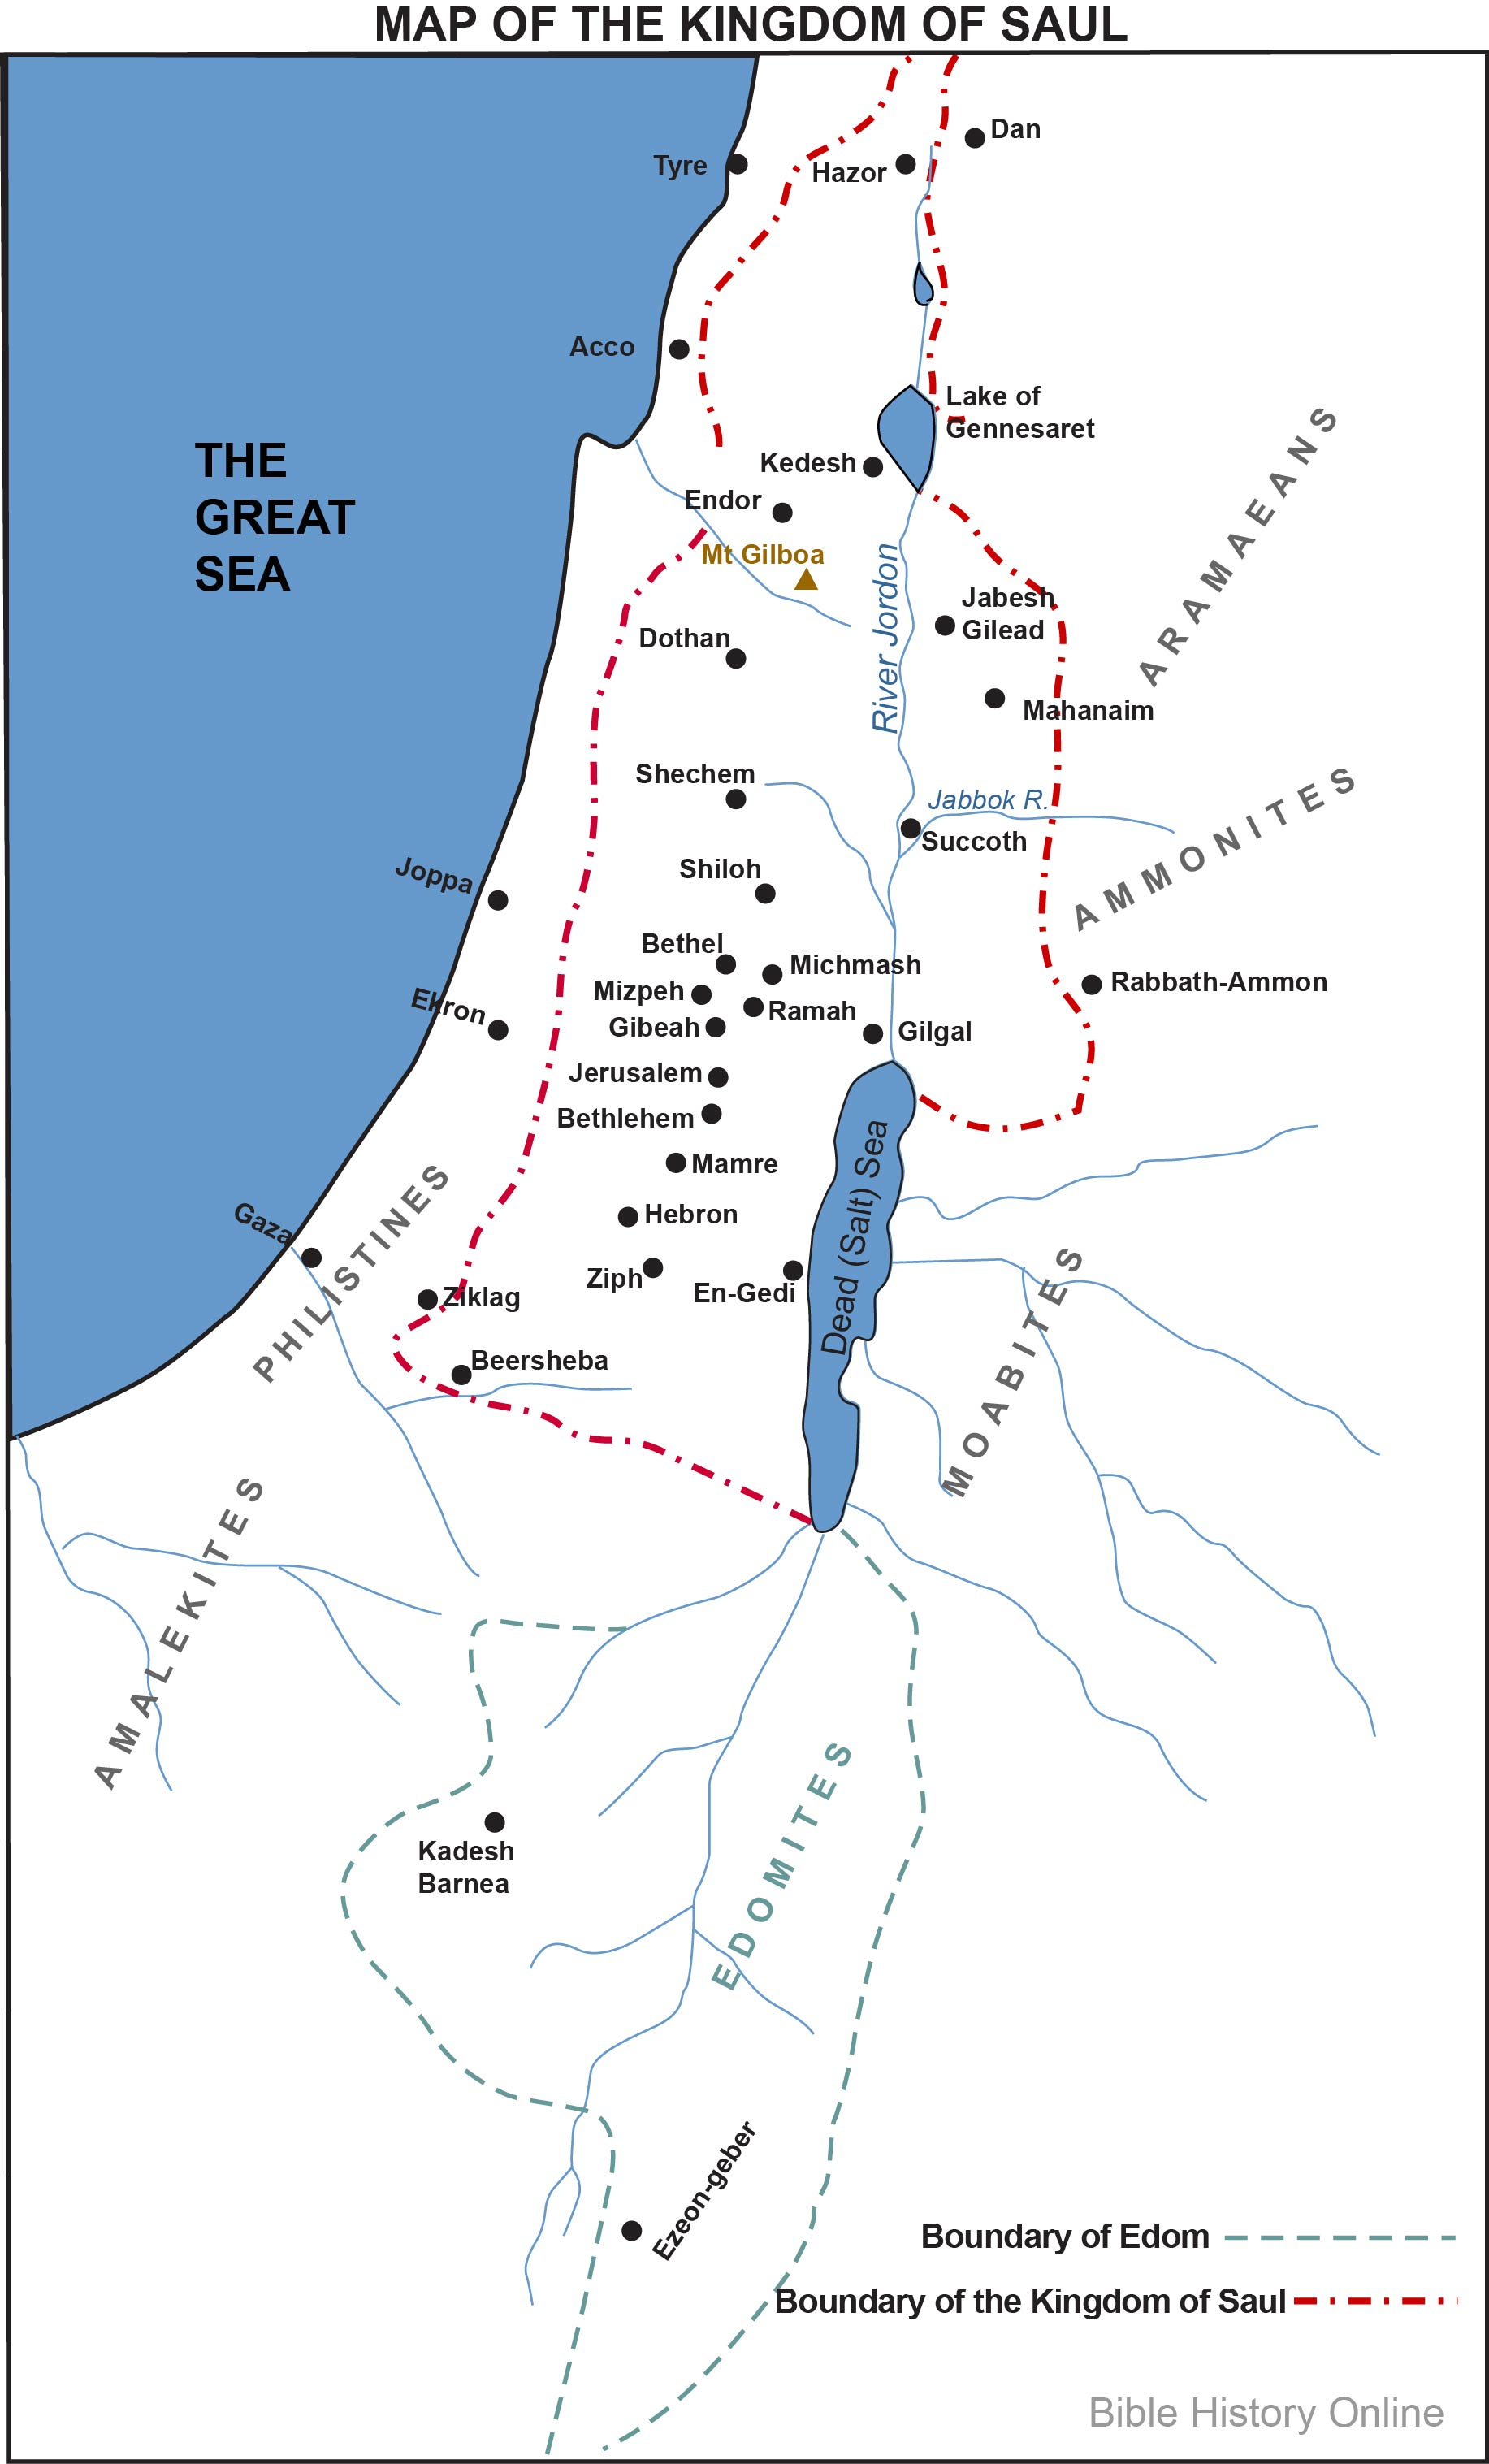 MAP OF THE KINGDOM OF SAUL
Dan
Tyre
Hazor
Acco
Lake of
Gennesaret
THE
GREAT
SEA
Kedesh
Endor
Mt Gilboa
ARAMAEANS
River Jordon
Jabesh
Gilead
Dothan
Mahanaim
Shechem
Jabbok R.
Succoth
AMMONITES
Joppa
Shiloh
Bethel
Michmash
Mizpeh
Ramah
Rabbath-Ammon
Ekron
Gibeah
Gilgal
Jerusalem
Bethlehem
Dead (Salt) Sea
Mamre
PHILISTINES
Gaza
Hebron
Ziph
En-Gedi
Ziklag
MOABITES
Beersheba
AMALEKITES
Kadesh
Barnea
EDOMITES
Ezeon-geber
Boundary of Edom
Boundary of the Kingdom of Saul
Bible History Online